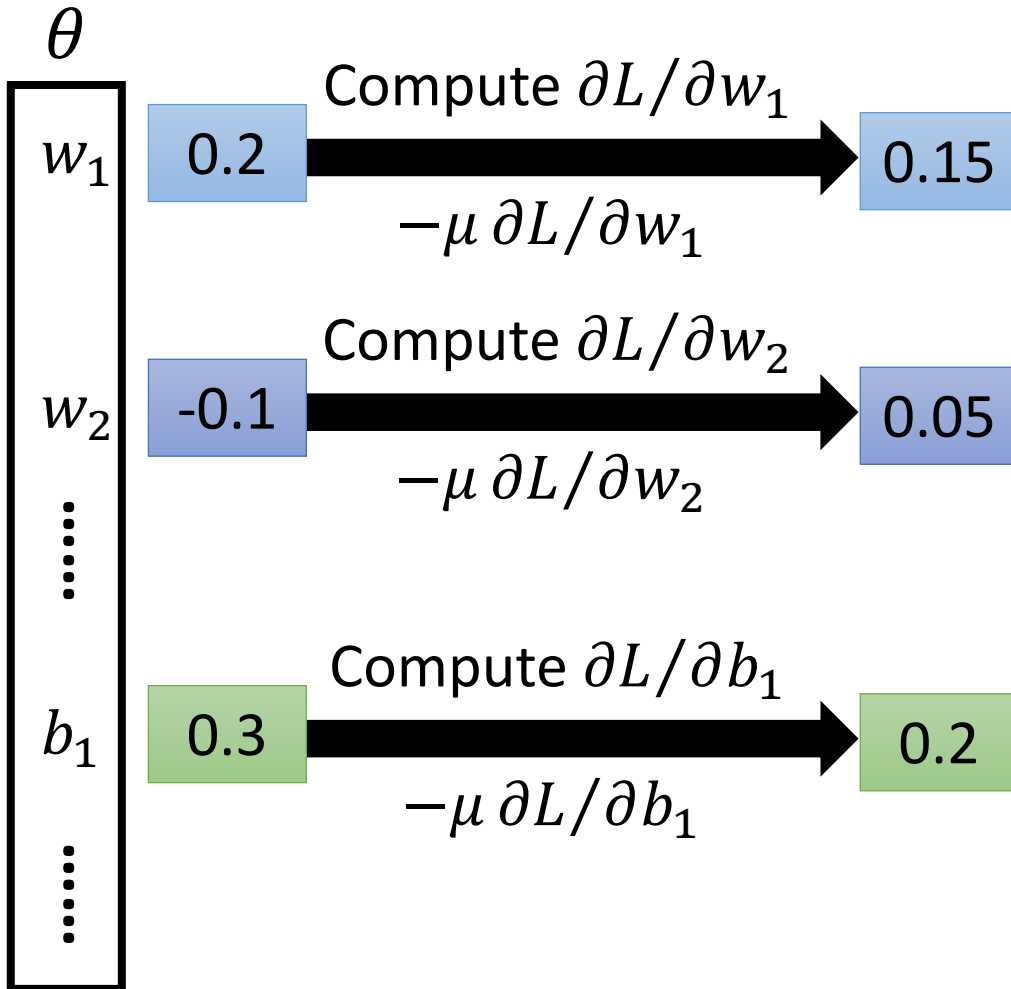 θ
Compute ∂L/∂w₁
w₁ 0.2 0.15
−μ ∂L/∂w₁
Compute ∂L/∂w₂
w₂ -0.1 0.05
−μ ∂L/∂w₂
......
Compute ∂L/∂b₁
b₁ 0.3 0.2
−μ ∂L/∂b₁
......